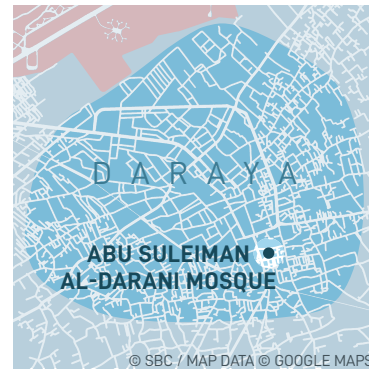 DARAYA
ABU SULEIMAN
AL-DARANI MOSQUE
© SBC / MAP DATA © GOOGLE MAPS